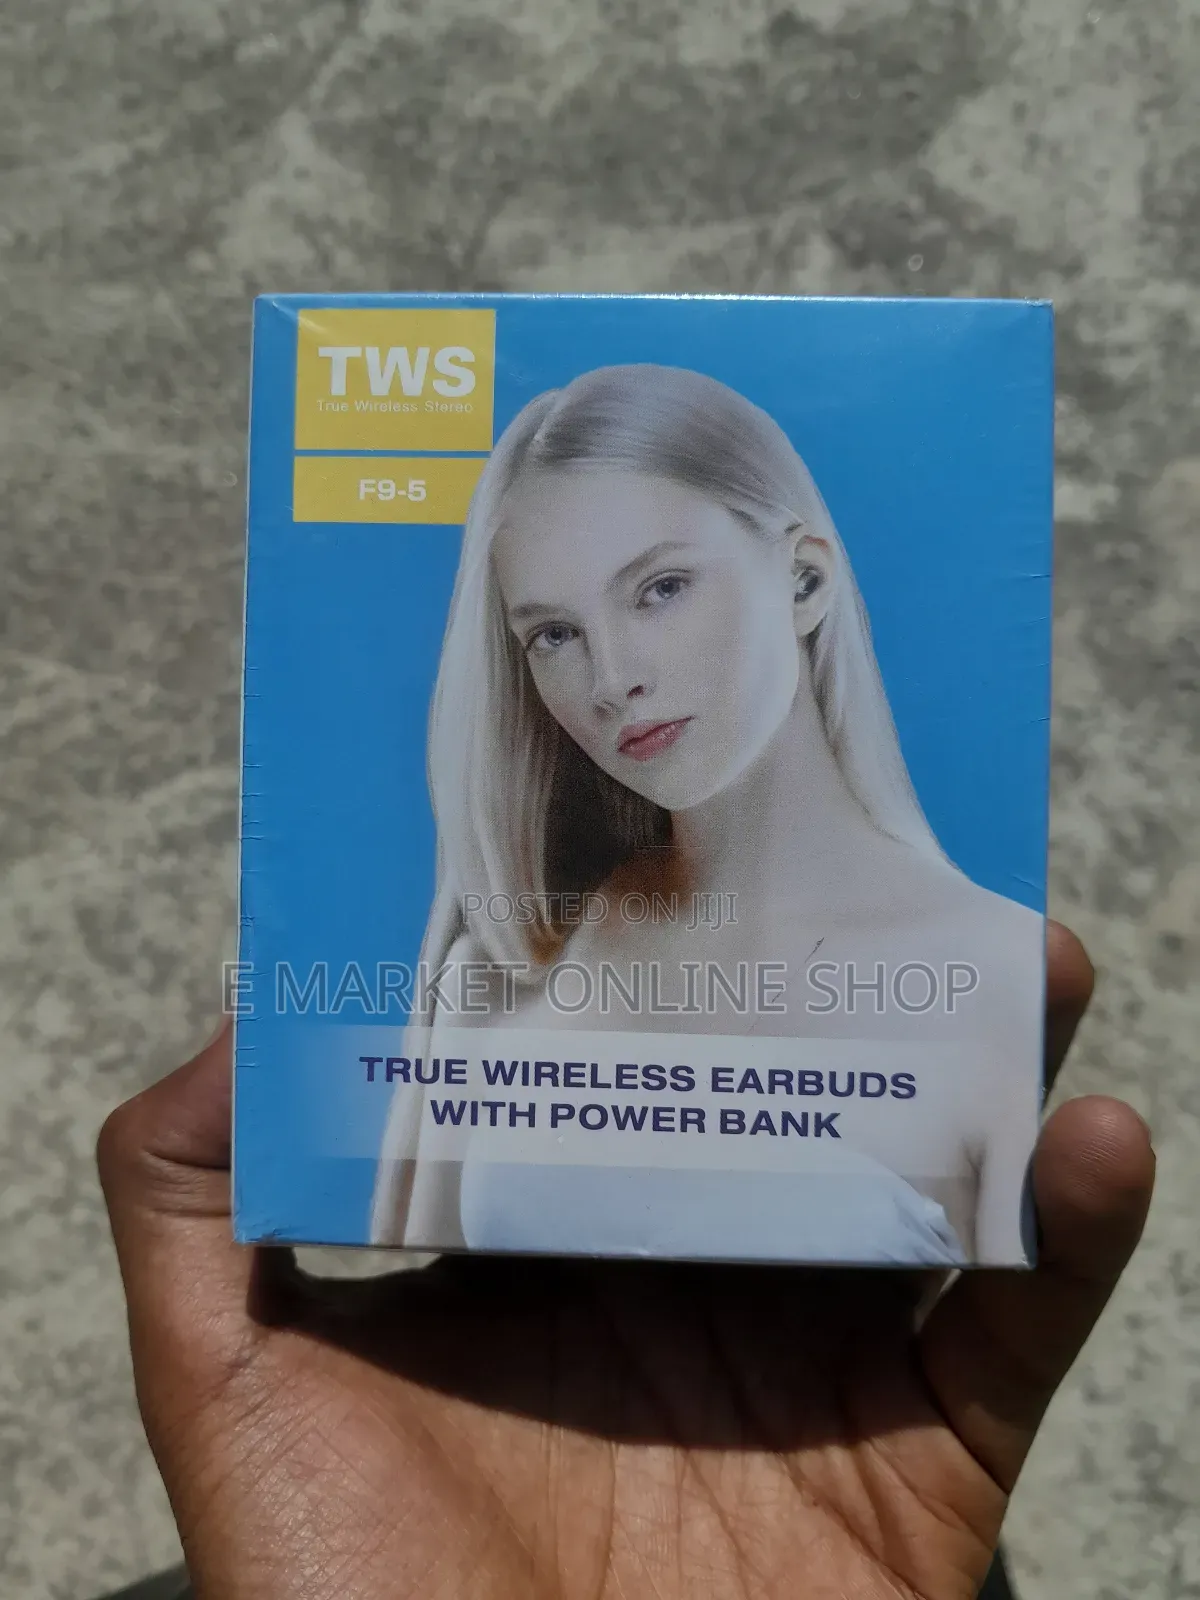 TWS
True Wireless Stereo
F9-5
POSTED ON JIJI
E MARKET ONLINE SHOP
TRUE WIRELESS EARBUDS
WITH POWER BANK